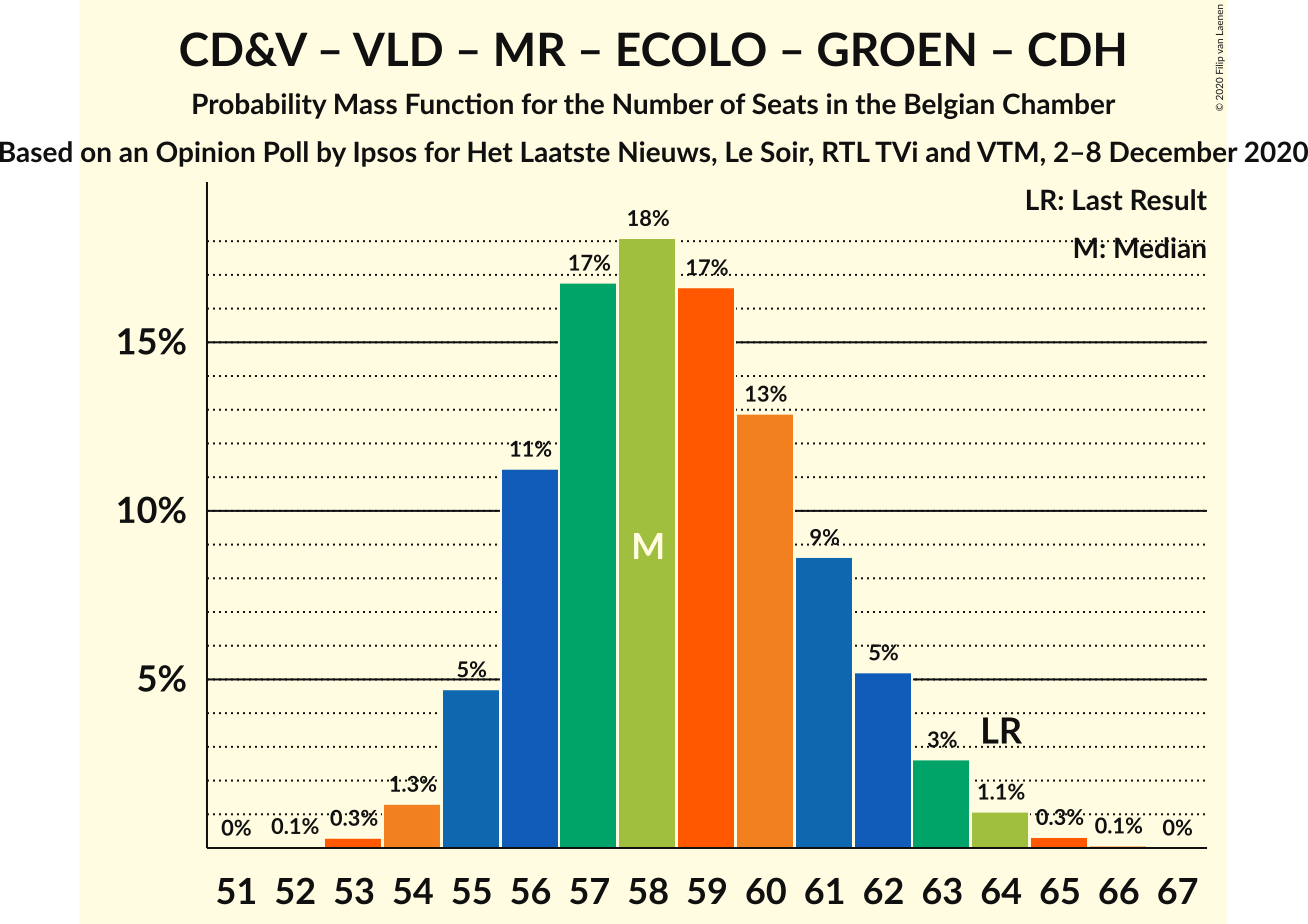 CD&V – VLD – MR – ECOLO – GROEN – CDH
Probability Mass Function for the Number of Seats in the Belgian Chamber
Based on an Opinion Poll by Ipsos for Het Laatste Nieuws, Le Soir, RTL TVi and VTM, 2–8 December 2020
© 2020 Filip van Laenen
LR: Last Result
M: Median
15%
10%
5%
0% 0.1% 0.3% 1.3% 5% 11% 17% 18% 17% 13% 9% 5% 3% 1.1% 0.3% 0.1% 0%
M
LR
51 52 53 54 55 56 57 58 59 60 61 62 63 64 65 66 67